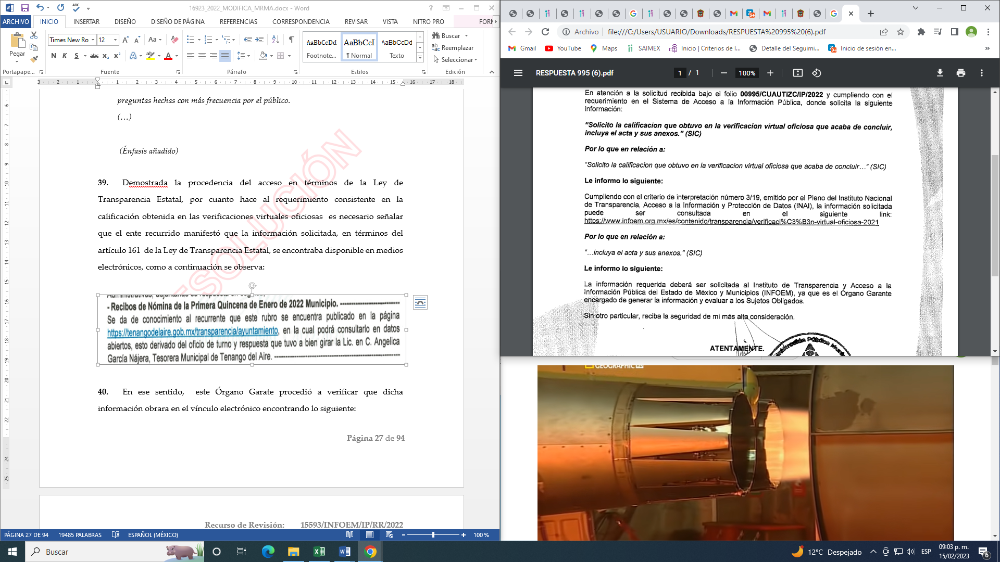 16923_2022_MODIFICA_MRMA.docx - Word
ARCHIVO INICIO INSERTAR DISEÑO DISEÑO DE PÁGINA REFERENCIAS CORRESPONDENCIA REVISAR VISTA NITRO PRO FORM
Times New Ro 12
Pegar
N K S abc x₂ x²
AaBbCcDd AaBbCcI AaBbCcDd
Footnote... ¶ Normal Texto
Buscar
Reemplazar
Seleccionar
Portapape... Fuente Párrafo Estilos Edición
preguntas hechas con más frecuencia por el público.
(…)
(Énfasis añadido)
39. Demostrada la procedencia del acceso en términos de la Ley de
Transparencia Estatal, por cuanto hace al requerimiento consistente en la
calificación obtenida en las verificaciones virtuales oficiosas es necesario señalar
que el ente recurrido manifestó que la información solicitada, en términos del
artículo 161 de la Ley de Transparencia Estatal, se encontraba disponible en medios
electrónicos, como a continuación se observa:
- Recibos de Nómina de la Primera Quincena de Enero de 2022 Municipio.
Se da de conocimiento al recurrente que este rubro se encuentra publicado en la página
https://tenangodelaire.gob.mx/transparencia/ayuntamiento, en la cual podrá consultarlo en datos
abiertos, esto derivado del oficio de turno y respuesta que tuvo a bien girar la Lic. en C. Angelica
García Nájera, Tesorera Municipal de Tenango del Aire.
40. En ese sentido, este Órgano Garate procedió a verificar que dicha
información obrara en el vínculo electrónico encontrando lo siguiente:
Página 27 de 94
Recurso de Revisión: 15593/INFOEM/IP/RR/2022
PÁGINA 27 DE 94 19485 PALABRAS ESPAÑOL (MÉXICO) 100 %
Archivo file:///C:/Users/USUARIO/Downloads/RESPUESTA%20995%20(6).pdf
Gmail YouTube Maps SAIMEX Inicio | Criterios de I... Detalle del Seguimi... Inicio de sesión en...
RESPUESTA 995 (6).pdf 1 / 1 100%
En atención a la solicitud recibida bajo el folio 00995/CUAUTIZC/IP/2022 y cumpliendo con el
requerimiento en el Sistema de Acceso a la Información Pública, donde solicita la siguiente
información:
“Solicito la calificacion que obtuvo en la verificacion virtual oficiosa que acaba de concluir,
incluya el acta y sus anexos.” (SIC)
Por lo que en relación a:
“Solicito la calificacion que obtuvo en la verificacion virtual oficiosa que acaba de concluir…” (SIC)
Le informo lo siguiente:
Cumpliendo con el criterio de interpretación número 3/19, emitido por el Pleno del Instituto Nacional
de Transparencia, Acceso a la Información y Protección de Datos (INAI), la información solicitada
puede ser consultada en el siguiente link:
https://www.infoem.org.mx/es/contenido/transparencia/verificaci%C3%B3n-virtual-oficiosa-2021
Por lo que en relación a:
“…incluya el acta y sus anexos.” (SIC)
Le informo lo siguiente:
La información requerida deberá ser solicitada al Instituto de Transparencia y Acceso a la
Información Pública del Estado de México y Municipios (INFOEM), ya que es el Órgano Garante
encargado de generar la información y evaluar a los Sujetos Obligados.
Sin otro particular, reciba la seguridad de mi más alta consideración.
ATENTAMENTE.
GEOGRAPHIC
Buscar
12°C Despejado ESP 09:03 p. m.
15/02/2023
6